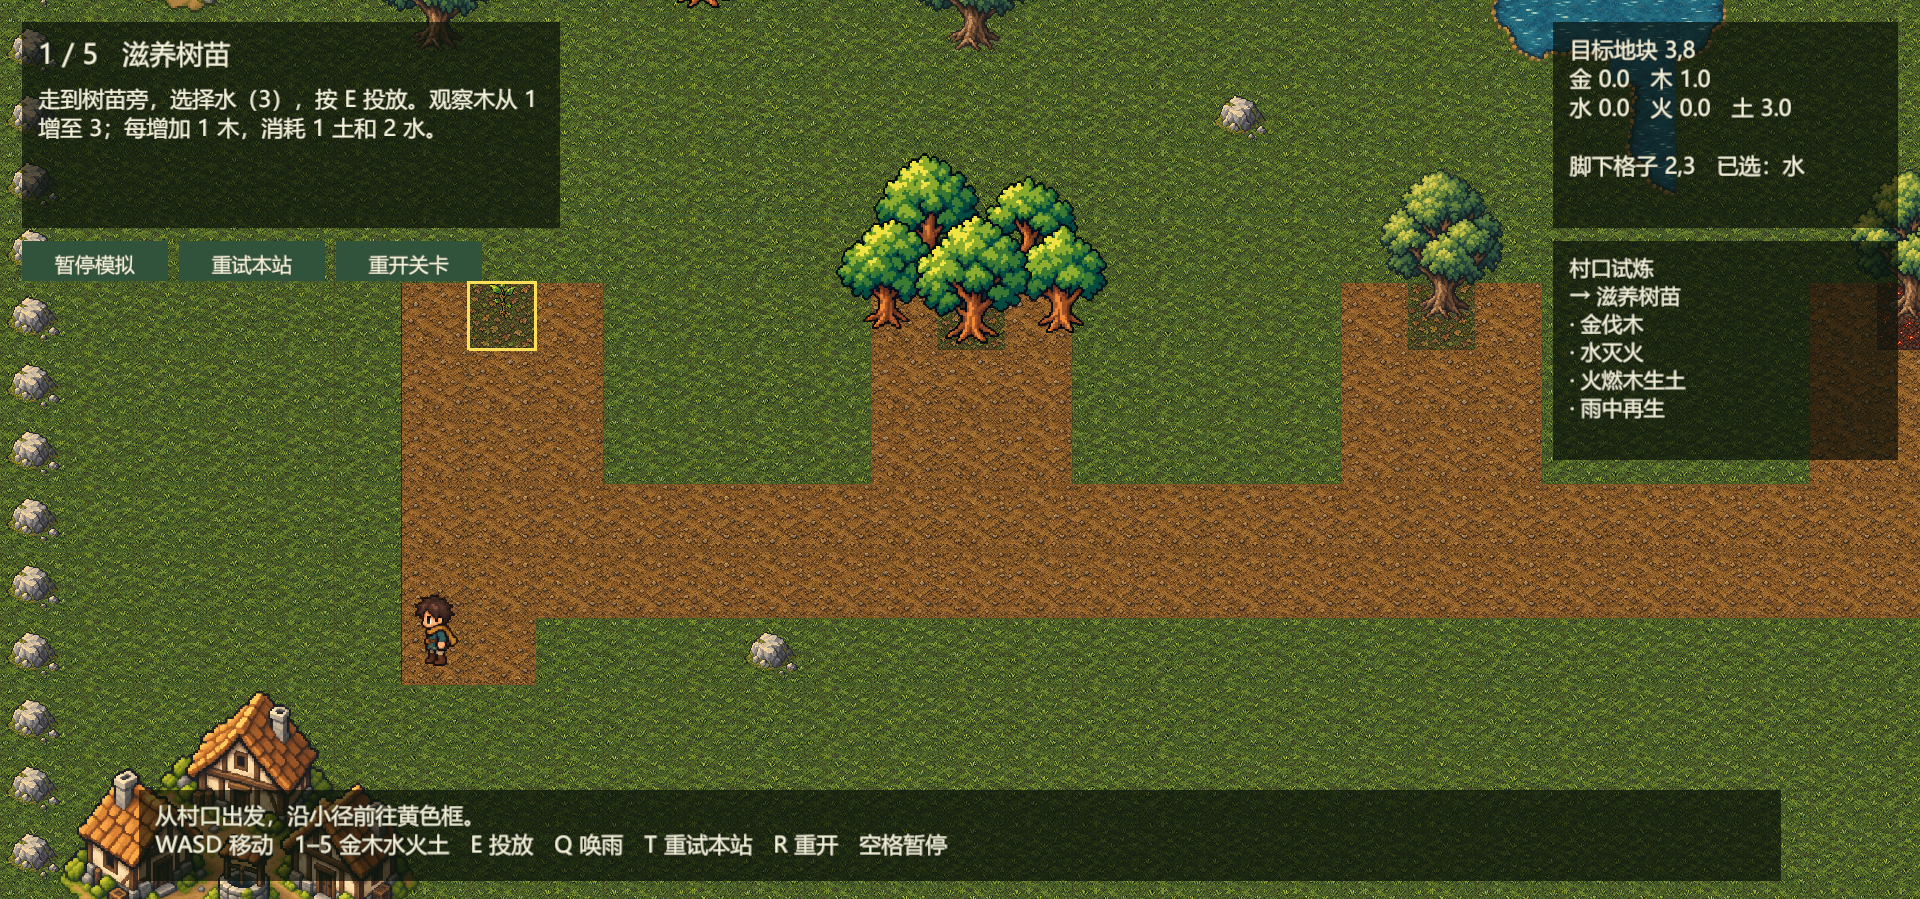 1 / 5 滋养树苗
走到树苗旁，选择水（3），按 E 投放。观察木从 1
增至 3；每增加 1 木，消耗 1 土和 2 水。
暂停模拟 重试本站 重开关卡
目标地块 3,8
金 0.0 木 1.0
水 0.0 火 0.0 土 3.0
脚下格子 2,3 已选：水
村口试炼
→ 滋养树苗
· 金伐木
· 水灭火
· 火燃木生土
· 雨中再生
从村口出发，沿小径前往黄色框。
WASD 移动 1–5 金木水火土 E 投放 Q 唤雨 T 重试本站 R 重开 空格暂停